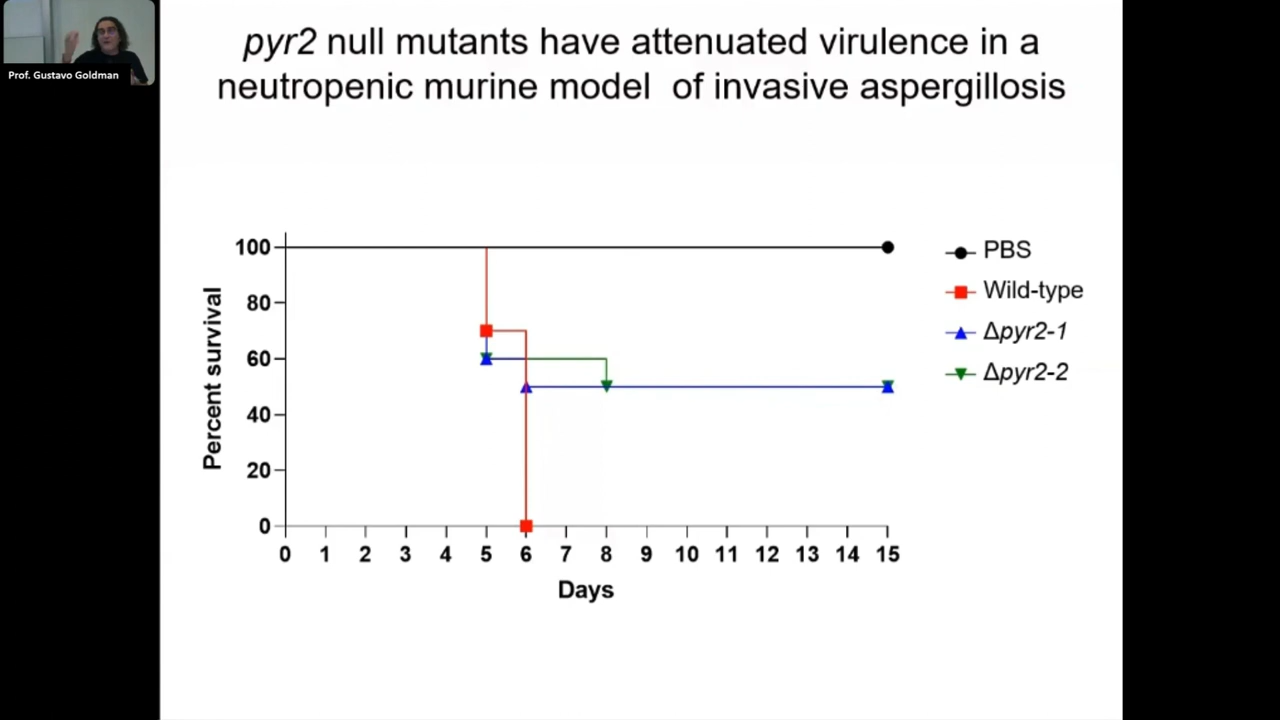 Prof. Gustavo Goldman
pyr2 null mutants have attenuated virulence in a
neutropenic murine model of invasive aspergillosis
Percent survival
100
80
60
40
20
0
0 1 2 3 4 5 6 7 8 9 10 11 12 13 14 15
Days
PBS
Wild-type
Δpyr2-1
Δpyr2-2